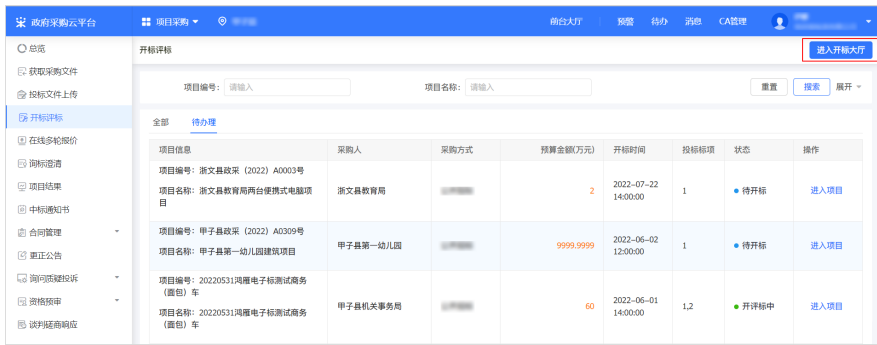 政府采购云平台
项目采购
前台大厅
预警
待办
消息
CA管理
总览
获取采购文件
投标文件上传
开标评标
在线多轮报价
询标澄清
项目结果
中标通知书
合同管理
更正公告
询问质疑投诉
资格预审
谈判磋商响应
开标评标
进入开标大厅
项目编号： 请输入
项目名称： 请输入
重置
搜索
展开
全部
待办理
项目信息
采购人
采购方式
预算金额(万元)
开标时间
投标标项
状态
操作
项目编号：浙文县政采（2022）A0003号
项目名称：浙文县教育局两台便携式电脑项
目
浙文县教育局
2
2022-07-22
14:00:00
1
待开标
进入项目
项目编号：甲子县政采（2022）A0309号
项目名称：甲子县第一幼儿园建筑项目
甲子县第一幼儿园
9999.9999
2022-06-02
12:00:00
1
待开标
进入项目
项目编号：20220531鸿雁电子标测试商务
（面包）车
项目名称：20220531鸿雁电子标测试商务
（面包）车
甲子县机关事务局
60
2022-06-01
14:00:00
1,2
开评标中
进入项目